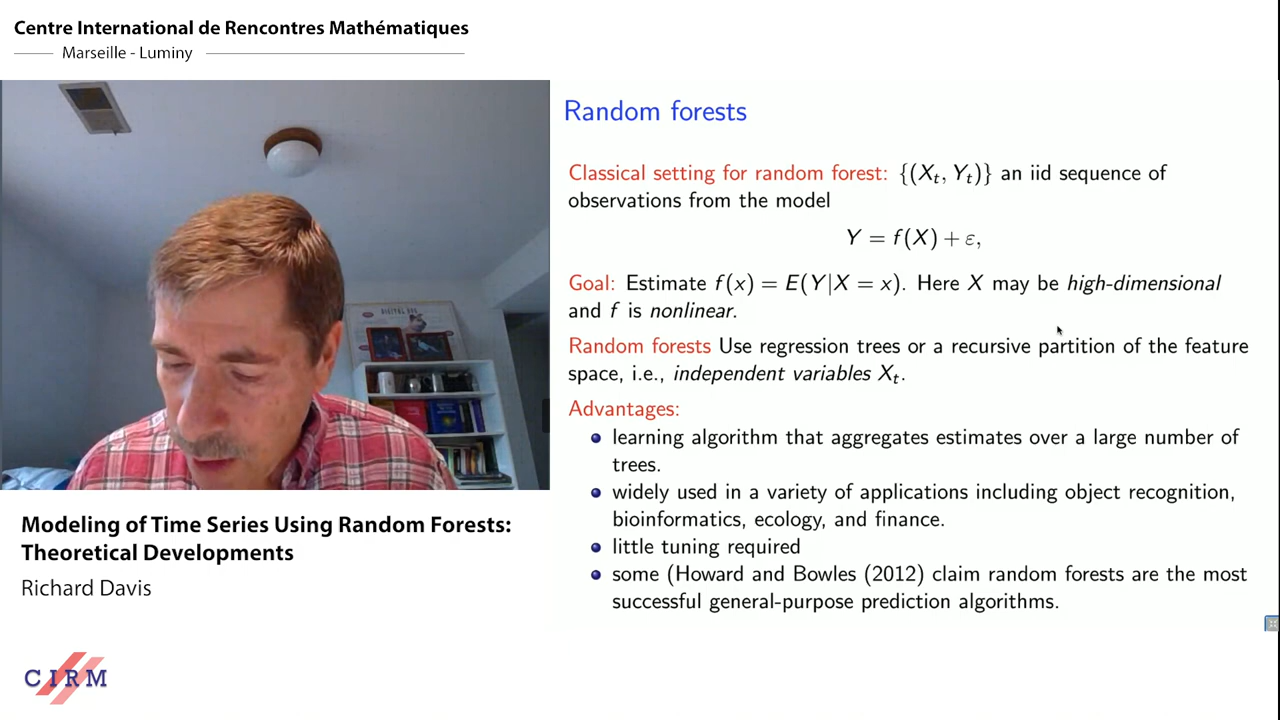 Centre International de Rencontres Mathématiques
Marseille - Luminy
Random forests
Classical setting for random forest: {(X_t, Y_t)} an iid sequence of
observations from the model
Y = f(X) + ε,
Goal: Estimate f(x) = E(Y|X = x). Here X may be high-dimensional
and f is nonlinear.
Random forests Use regression trees or a recursive partition of the feature
space, i.e., independent variables X_t.
Advantages:
learning algorithm that aggregates estimates over a large number of
trees.
widely used in a variety of applications including object recognition,
bioinformatics, ecology, and finance.
little tuning required
some (Howard and Bowles (2012) claim random forests are the most
successful general-purpose prediction algorithms.
Modeling of Time Series Using Random Forests:
Theoretical Developments
Richard Davis
CIRM